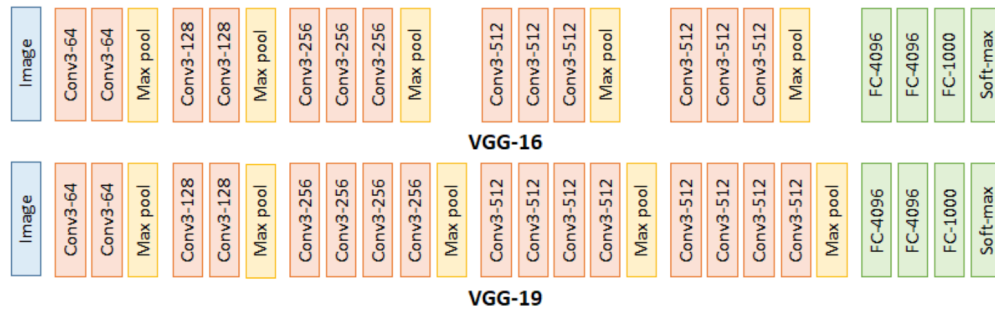 Image
Conv3-64
Conv3-64
Max pool
Conv3-128
Conv3-128
Max pool
Conv3-256
Conv3-256
Conv3-256
Max pool
Conv3-512
Conv3-512
Conv3-512
Max pool
Conv3-512
Conv3-512
Conv3-512
Max pool
FC-4096
FC-4096
FC-1000
Soft-max
VGG-16
Image
Conv3-64
Conv3-64
Max pool
Conv3-128
Conv3-128
Max pool
Conv3-256
Conv3-256
Conv3-256
Conv3-256
Max pool
Conv3-512
Conv3-512
Conv3-512
Conv3-512
Max pool
Conv3-512
Conv3-512
Conv3-512
Conv3-512
Max pool
FC-4096
FC-4096
FC-1000
Soft-max
VGG-19